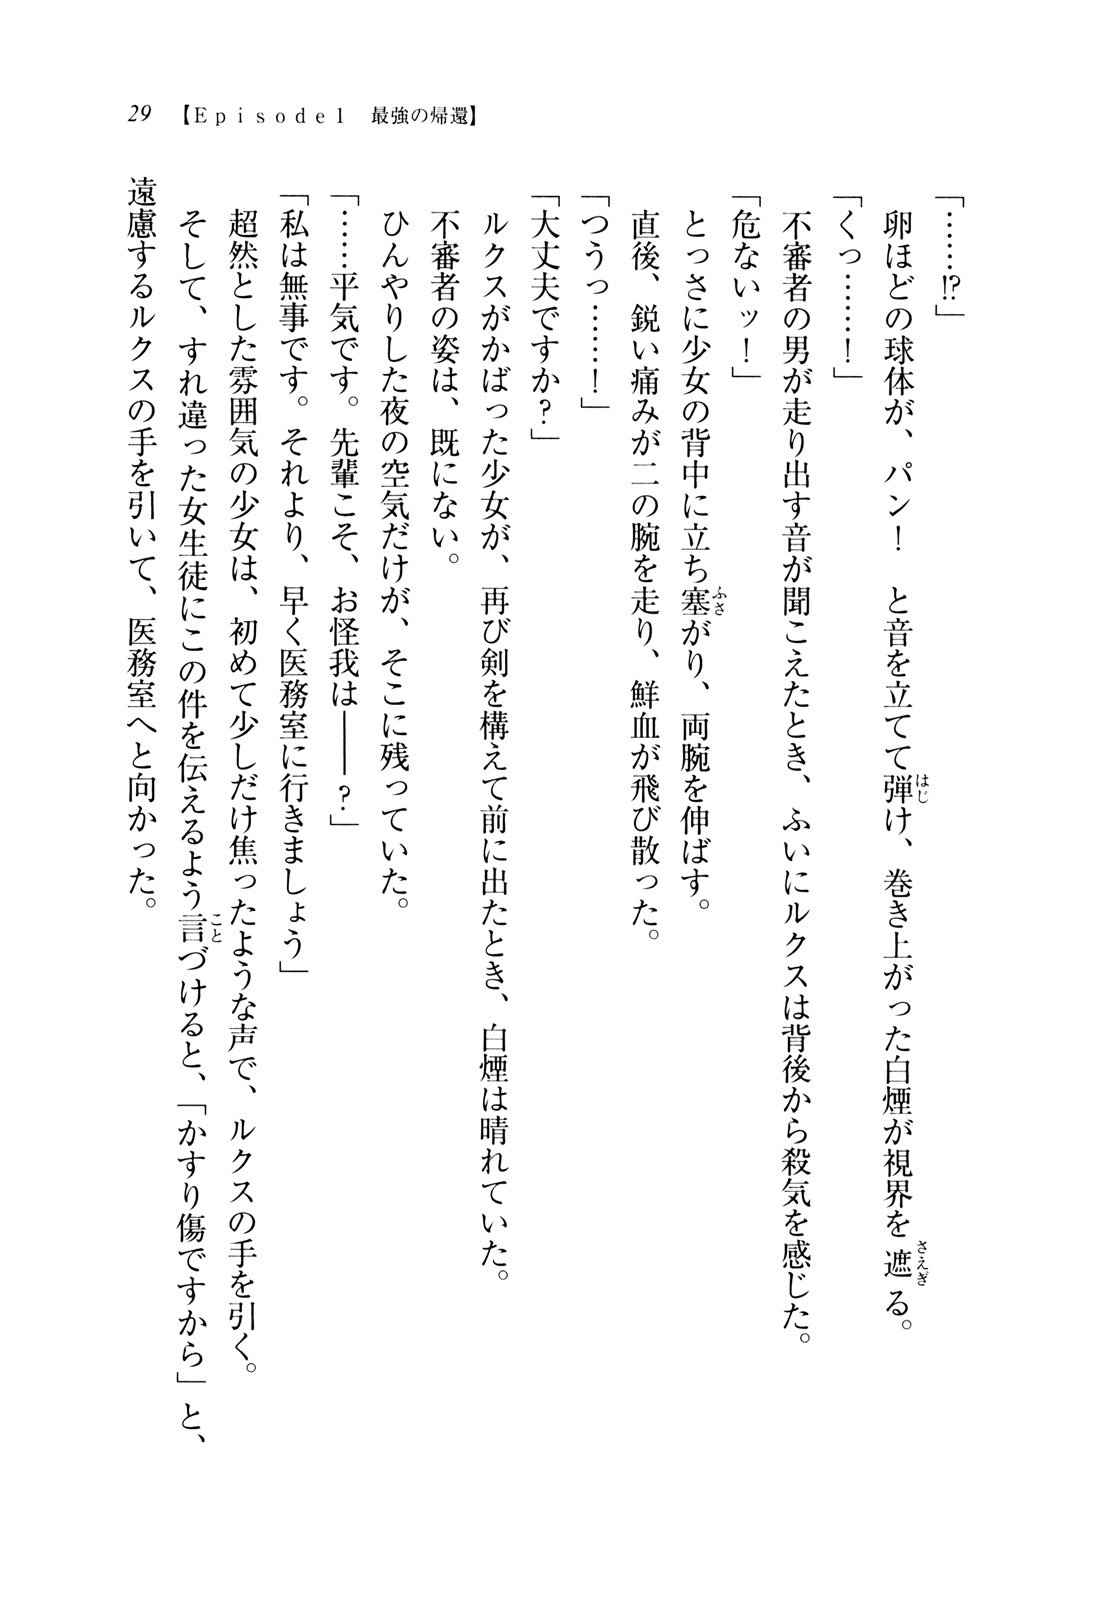 29 【Episode1　最強の帰還】
「……!?」
　卵ほどの球体が、パン！　と音を立てて弾け、巻き上がった白煙が視界を遮る。
「くっ……！」
　不審者の男が走り出す音が聞こえたとき、ふいにルクスは背後から殺気を感じた。
「危ないッ！」
　とっさに少女の背中に立ち塞がり、両腕を伸ばす。
　直後、鋭い痛みが二の腕を走り、鮮血が飛び散った。
「つうっ……！」
「大丈夫ですか？」
　ルクスがかばった少女が、再び剣を構えて前に出たとき、白煙は晴れていた。
　不審者の姿は、既にない。
　ひんやりした夜の空気だけが、そこに残っていた。
「……平気です。先輩こそ、お怪我は――？」
「私は無事です。それより、早く医務室に行きましょう」
　超然とした雰囲気の少女は、初めて少しだけ焦ったような声で、ルクスの手を引く。
　そして、すれ違った女生徒にこの件を伝えるよう言づけると、「かすり傷ですから」と、
遠慮するルクスの手を引いて、医務室へと向かった。